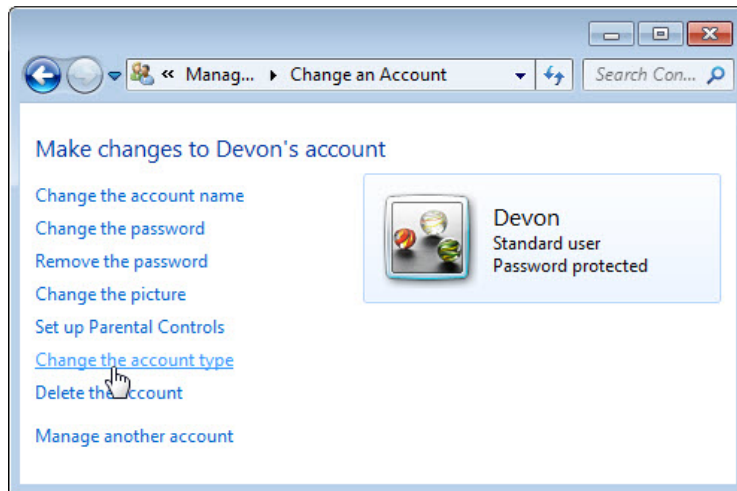 « Manag... ▸ Change an Account
Search Con...
Make changes to Devon's account
Change the account name
Change the password
Remove the password
Change the picture
Set up Parental Controls
Change the account type
Delete the account
Manage another account
Devon
Standard user
Password protected